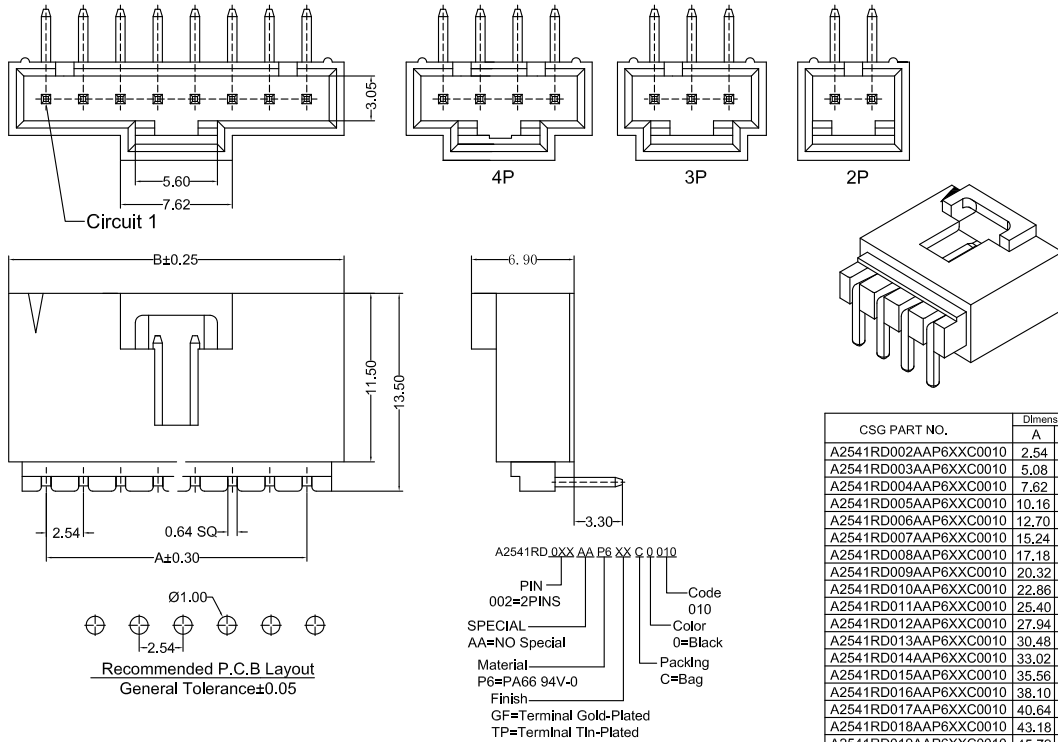 3.05
5.60
7.62
Circuit 1
4P
3P
2P
B±0.25
6.90
11.50
13.50
2.54
0.64 SQ
A±0.30
3.30
Ø1.00
2.54
Recommended P.C.B Layout
General Tolerance±0.05
A2541RD 0XX AA P6 XX C 0 010
PIN
002=2PINS
SPECIAL
AA=NO Special
Material
P6=PA66 94V-0
Finish
GF=Terminal Gold-Plated
TP=Terminal Tin-Plated
Code
010
Color
0=Black
Packing
C=Bag
CSG PART NO. Dimens
A
A2541RD002AAP6XXC0010 2.54
A2541RD003AAP6XXC0010 5.08
A2541RD004AAP6XXC0010 7.62
A2541RD005AAP6XXC0010 10.16
A2541RD006AAP6XXC0010 12.70
A2541RD007AAP6XXC0010 15.24
A2541RD008AAP6XXC0010 17.18
A2541RD009AAP6XXC0010 20.32
A2541RD010AAP6XXC0010 22.86
A2541RD011AAP6XXC0010 25.40
A2541RD012AAP6XXC0010 27.94
A2541RD013AAP6XXC0010 30.48
A2541RD014AAP6XXC0010 33.02
A2541RD015AAP6XXC0010 35.56
A2541RD016AAP6XXC0010 38.10
A2541RD017AAP6XXC0010 40.64
A2541RD018AAP6XXC0010 43.18